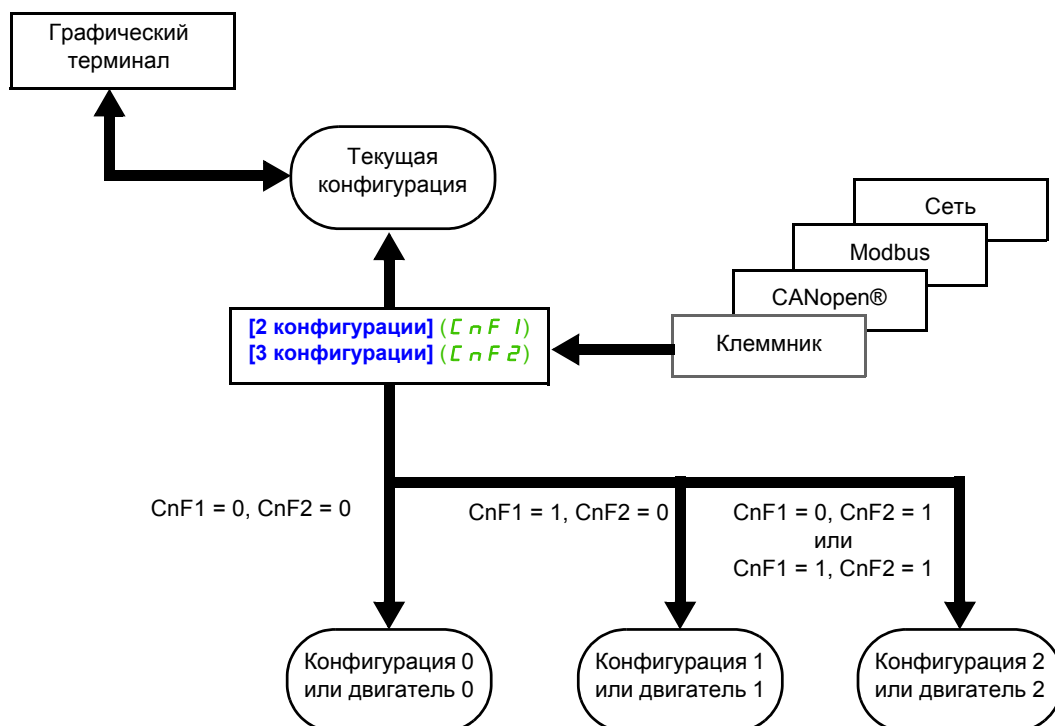 Графический
терминал
Текущая
конфигурация
Сеть
Modbus
CANopen®
Клеммник
[2 конфигурации] (CnF1)
[3 конфигурации] (CnF2)
CnF1 = 0, CnF2 = 0
CnF1 = 1, CnF2 = 0
CnF1 = 0, CnF2 = 1
или
CnF1 = 1, CnF2 = 1
Конфигурация 0
или двигатель 0
Конфигурация 1
или двигатель 1
Конфигурация 2
или двигатель 2